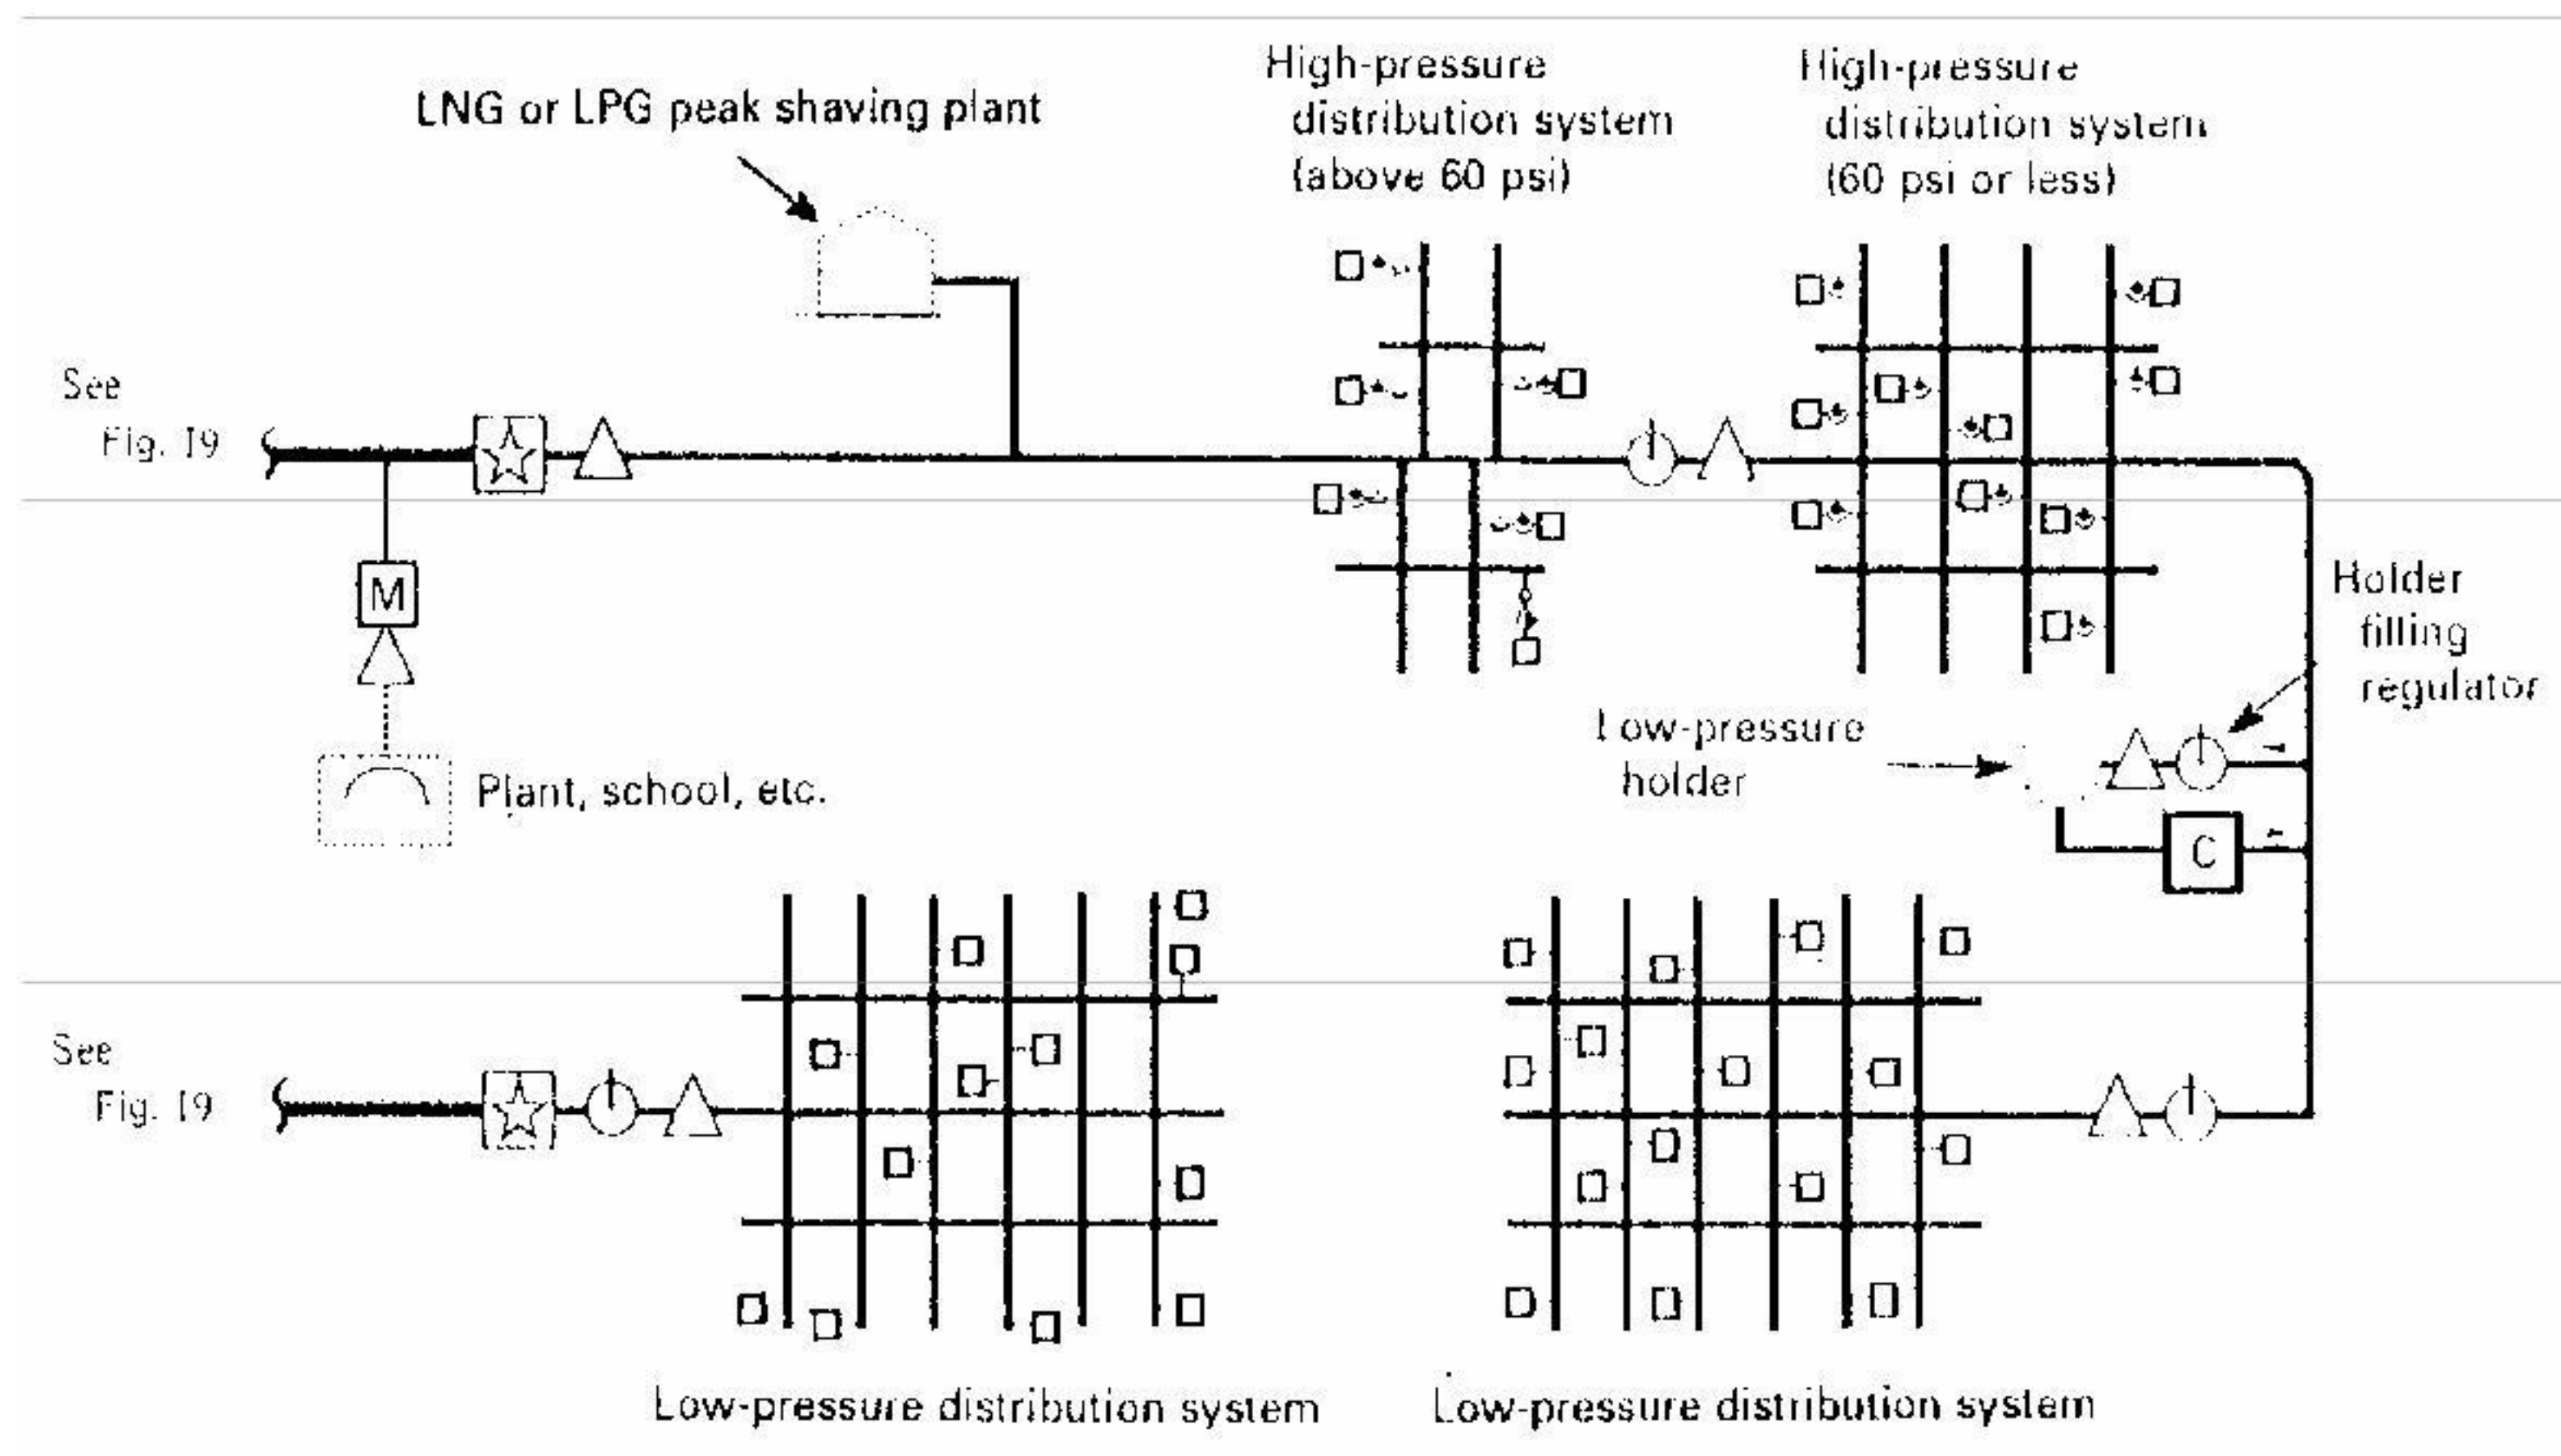 LNG or LPG peak shaving plant
High-pressure
distribution system
(above 60 psi)
High-pressure
distribution system
(60 psi or less)
See
Fig. 19
M
Plant, school, etc.
Holder
filling
regulator
Low-pressure
holder
C
See
Fig. 19
Low-pressure distribution system
Low-pressure distribution system